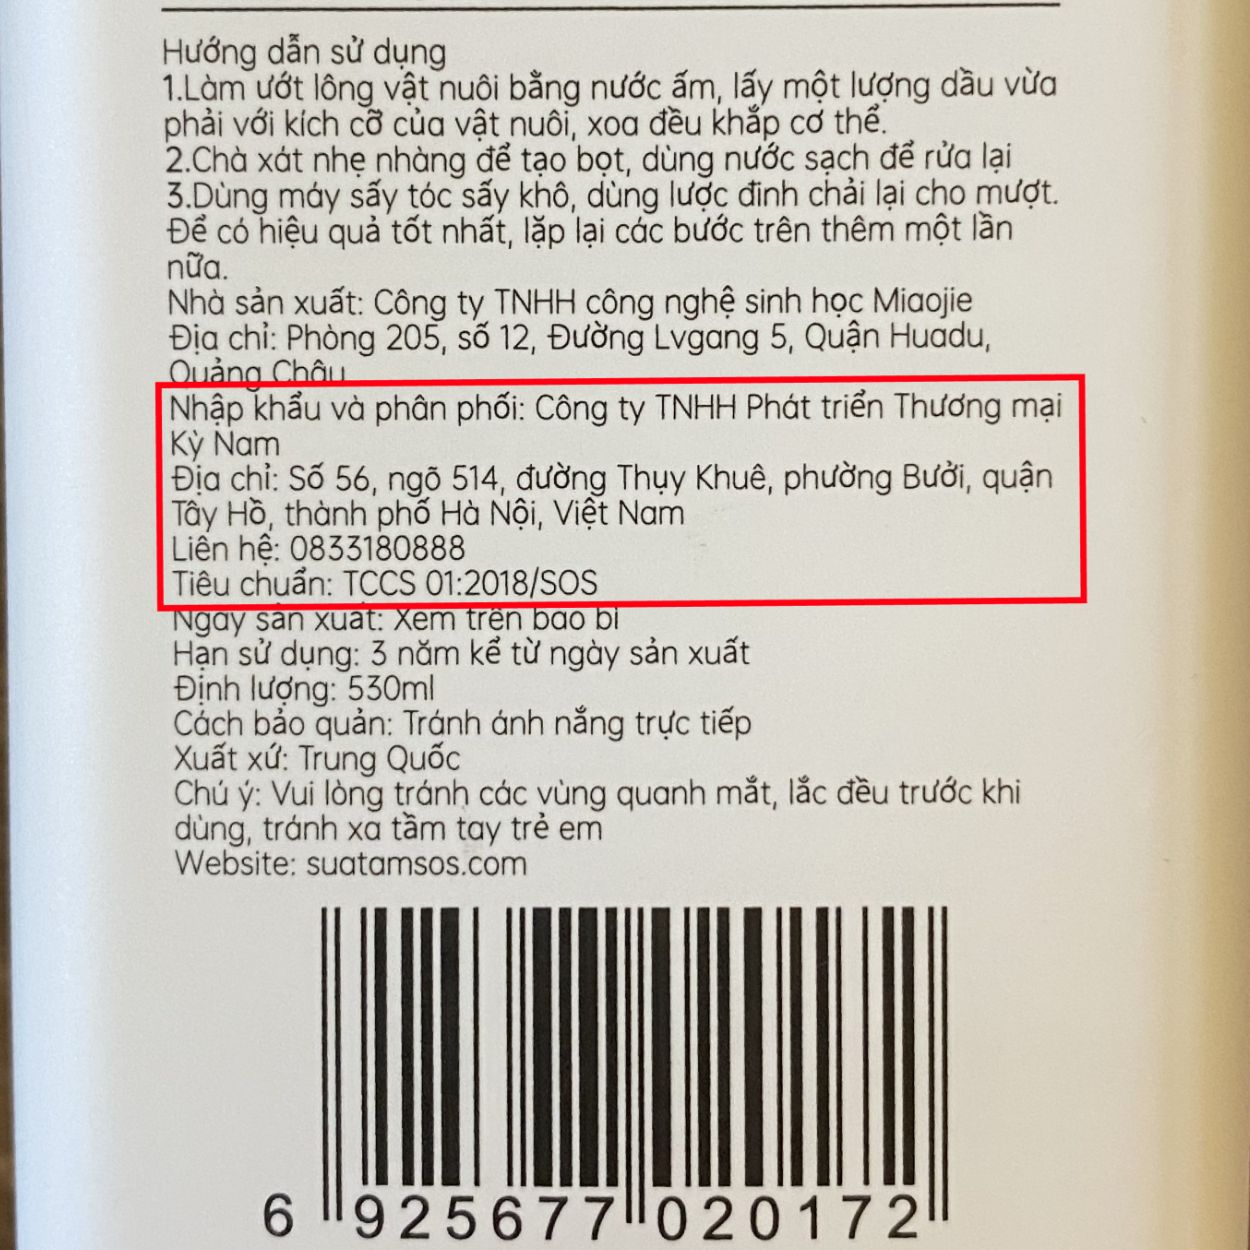 Hướng dẫn sử dụng
1.Làm ướt lông vật nuôi bằng nước ấm, lấy một lượng dầu vừa
phải với kích cỡ của vật nuôi, xoa đều khắp cơ thể.
2.Chà xát nhẹ nhàng để tạo bọt, dùng nước sạch để rửa lại
3.Dùng máy sấy tóc sấy khô, dùng lược đinh chải lại cho mượt.
Để có hiệu quả tốt nhất, lặp lại các bước trên thêm một lần
nữa.
Nhà sản xuất: Công ty TNHH công nghệ sinh học Miaojie
Địa chỉ: Phòng 205, số 12, Đường Lvgang 5, Quận Huadu,
Quảng Châu
Nhập khẩu và phân phối: Công ty TNHH Phát triển Thương mại
Kỳ Nam
Địa chỉ: Số 56, ngõ 514, đường Thụy Khuê, phường Bưởi, quận
Tây Hồ, thành phố Hà Nội, Việt Nam
Liên hệ: 0833180888
Tiêu chuẩn: TCCS 01:2018/SOS
Ngày sản xuất: Xem trên bao bì
Hạn sử dụng: 3 năm kể từ ngày sản xuất
Định lượng: 530ml
Cách bảo quản: Tránh ánh nắng trực tiếp
Xuất xứ: Trung Quốc
Chú ý: Vui lòng tránh các vùng quanh mắt, lắc đều trước khi
dùng, tránh xa tầm tay trẻ em
Website: suatamsos.com
6 925677 020172